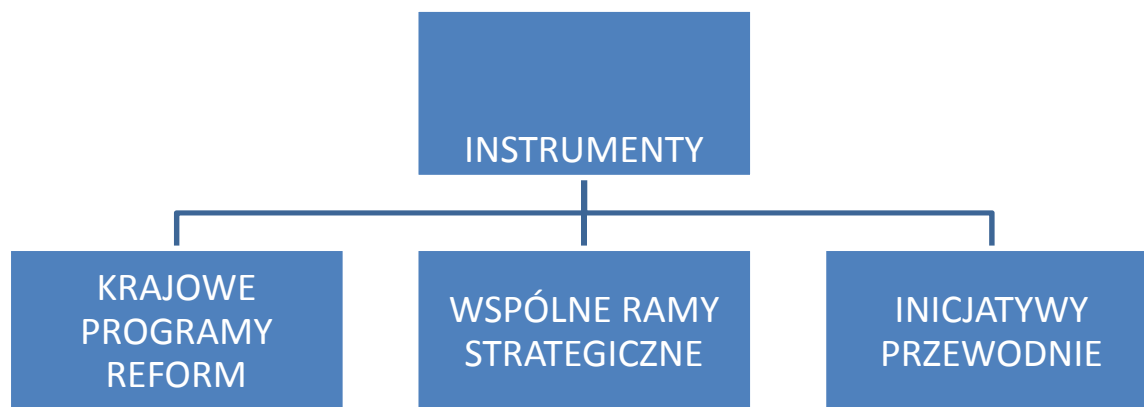 INSTRUMENTY
KRAJOWE
PROGRAMY
REFORM
WSPÓLNE RAMY
STRATEGICZNE
INICJATYWY
PRZEWODNIE